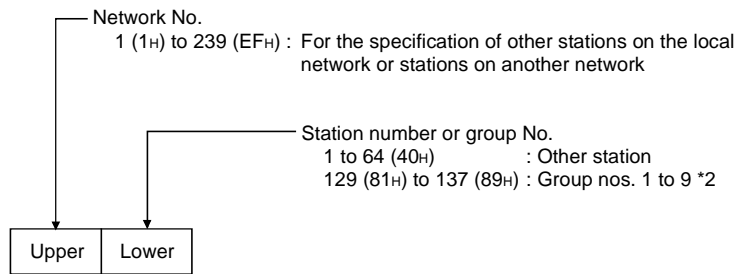 Network No.
1 (1H) to 239 (EFH) : For the specification of other stations on the local
network or stations on another network
Station number or group No.
1 to 64 (40H) : Other station
129 (81H) to 137 (89H) : Group nos. 1 to 9 *2
Upper Lower